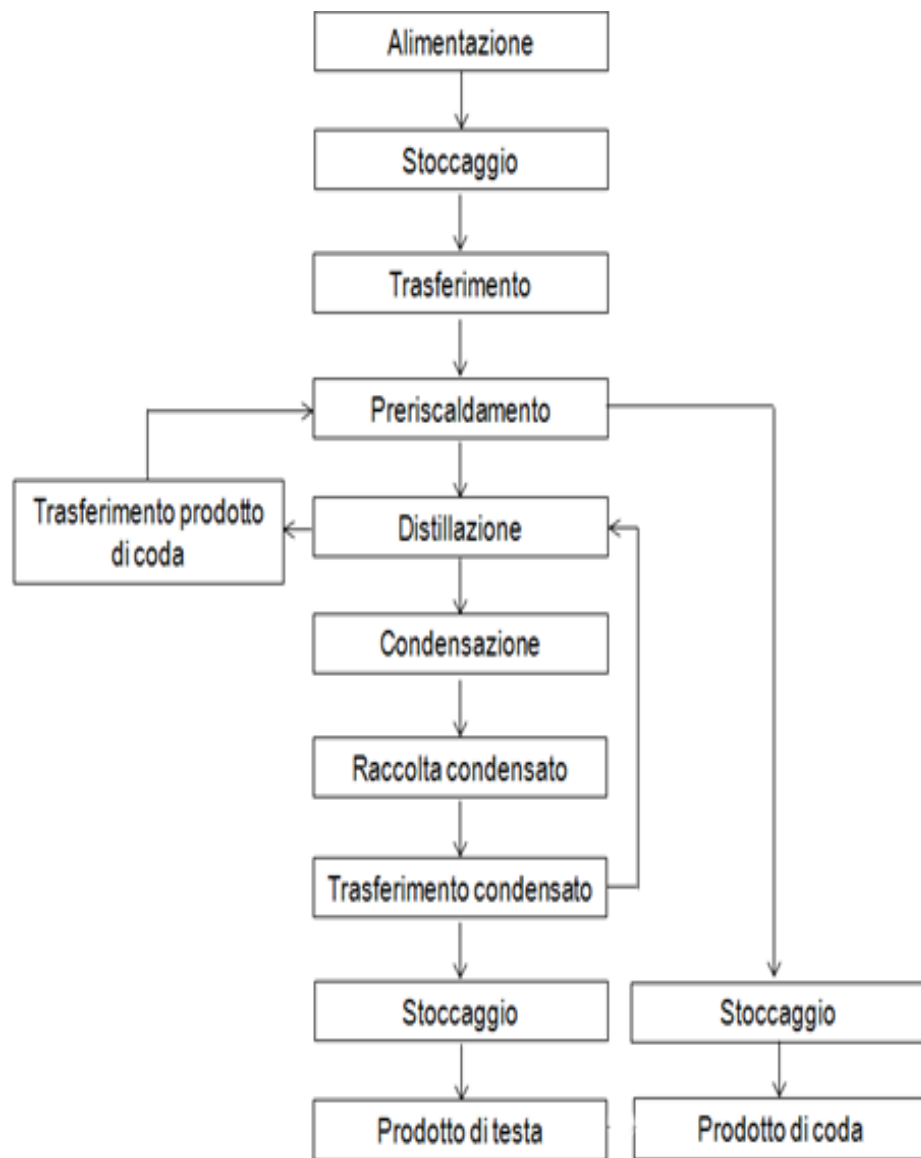 Alimentazione
Stoccaggio
Trasferimento
Preriscaldamento
Trasferimento prodotto
di coda
Distillazione
Condensazione
Raccolta condensato
Trasferimento condensato
Stoccaggio
Stoccaggio
Prodotto di testa
Prodotto di coda